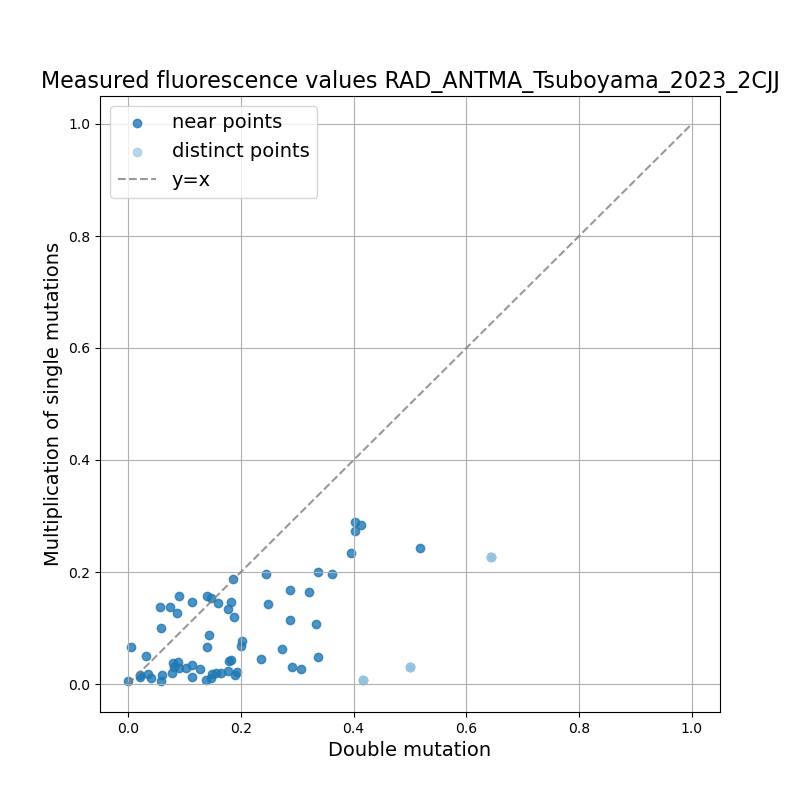 Measured fluorescence values RAD_ANTMA_Tsuboyama_2023_2CJJ
near points
distinct points
y=x
1.0
0.8
0.6
0.4
0.2
0.0
Multiplication of single mutations
0.0 0.2 0.4 0.6 0.8 1.0
Double mutation